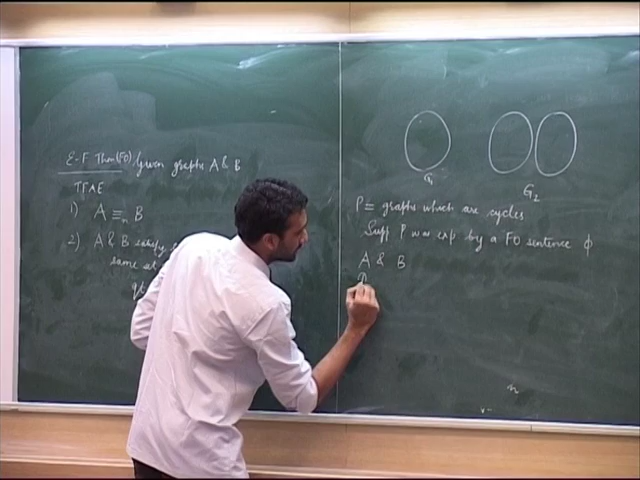 E-F Thm (FO) Given graphs A & B
TFAE
1) A ≡n B
2) A & B satisfy
same
G1
G2
P = graphs which are cycles
Supp P was exp by a FO sentence ϕ
A & B